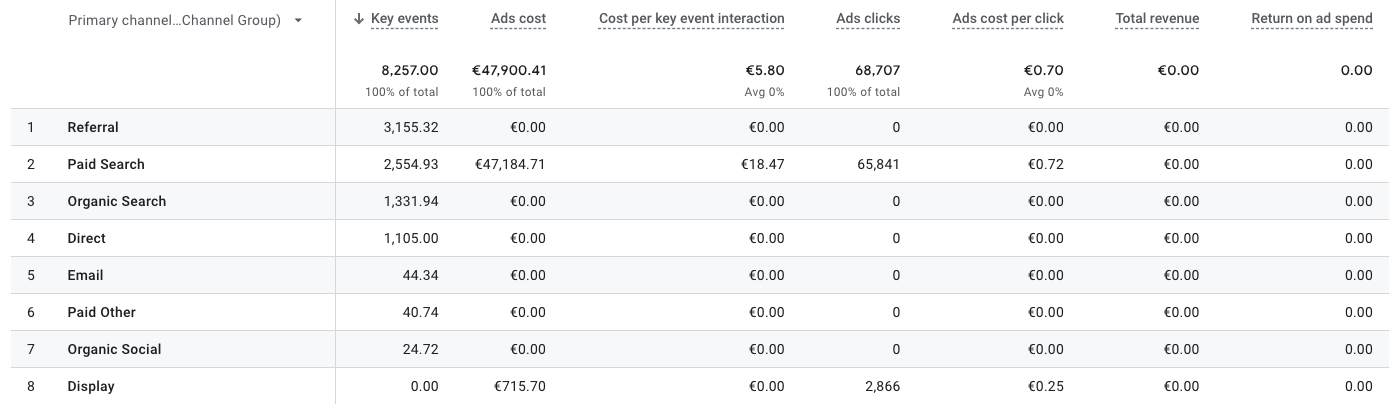 Primary channel...Channel Group) Key events Ads cost Cost per key event interaction Ads clicks Ads cost per click Total revenue Return on ad spend
8,257.00 €47,900.41 €5.80 68,707 €0.70 €0.00 0.00
100% of total 100% of total Avg 0% 100% of total Avg 0%
1 Referral 3,155.32 €0.00 €0.00 0 €0.00 €0.00 0.00
2 Paid Search 2,554.93 €47,184.71 €18.47 65,841 €0.72 €0.00 0.00
3 Organic Search 1,331.94 €0.00 €0.00 0 €0.00 €0.00 0.00
4 Direct 1,105.00 €0.00 €0.00 0 €0.00 €0.00 0.00
5 Email 44.34 €0.00 €0.00 0 €0.00 €0.00 0.00
6 Paid Other 40.74 €0.00 €0.00 0 €0.00 €0.00 0.00
7 Organic Social 24.72 €0.00 €0.00 0 €0.00 €0.00 0.00
8 Display 0.00 €715.70 €0.00 2,866 €0.25 €0.00 0.00